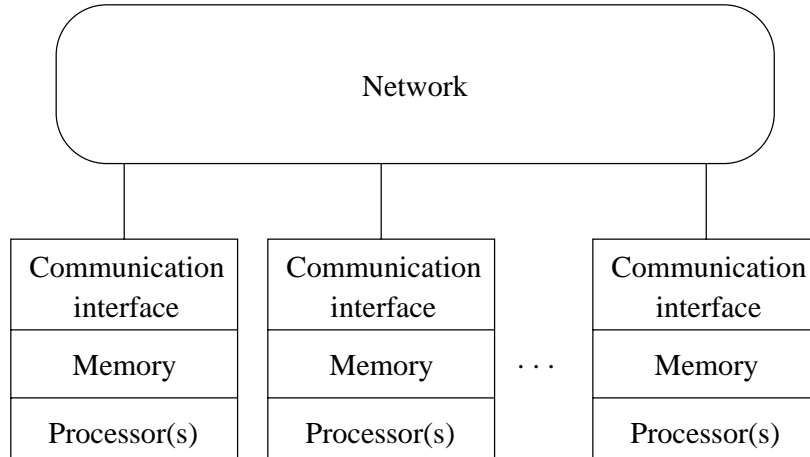 Network
Communication
interface
Memory
Processor(s)
Communication
interface
Memory
Processor(s)
. . .
Communication
interface
Memory
Processor(s)